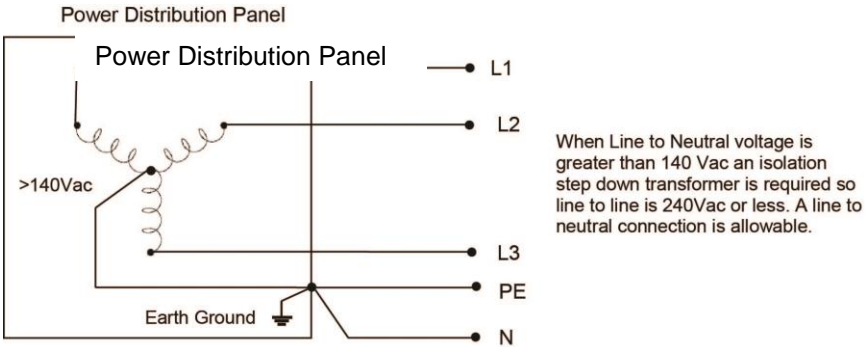 Power Distribution Panel
Power Distribution Panel
L1
L2
>140Vac
L3
PE
Earth Ground
N
When Line to Neutral voltage is
greater than 140 Vac an isolation
step down transformer is required so
line to line is 240Vac or less. A line to
neutral connection is allowable.